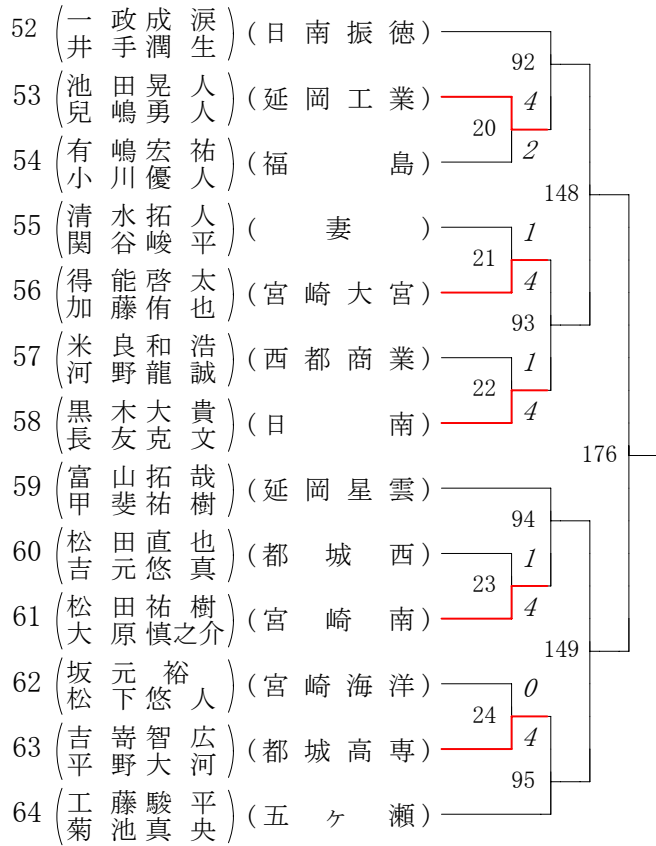 52 一 政 成 涙 (日 南 振 徳)
井 手 潤 生
92
53 池 田 晃 人 (延 岡 工 業) 4
兒 嶋 勇 人
20
54 有 嶋 宏 祐 (福 島) 2
小 川 優 人
148
55 清 水 拓 人 (妻) 1
関 谷 峻 平
21
56 得 能 啓 太 (宮 崎 大 宮) 4
加 藤 侑 也
93
57 米 良 和 浩 (西 都 商 業) 1
河 野 龍 誠
22
58 黒 木 大 貴 (日 南) 4
長 友 克 文
176
59 富 山 拓 哉 (延 岡 星 雲)
甲 斐 祐 樹
94
60 松 田 直 也 (都 城 西) 1
吉 元 悠 真
23
61 松 田 祐 樹 (宮 崎 南) 4
大 原 慎之介
149
62 坂 元 裕 (宮 崎 海 洋) 0
松 下 悠 人
24
63 吉 嵜 智 広 (都 城 高 専) 4
平 野 大 河
95
64 工 藤 駿 平 (五 ヶ 瀬)
菊 池 真 央